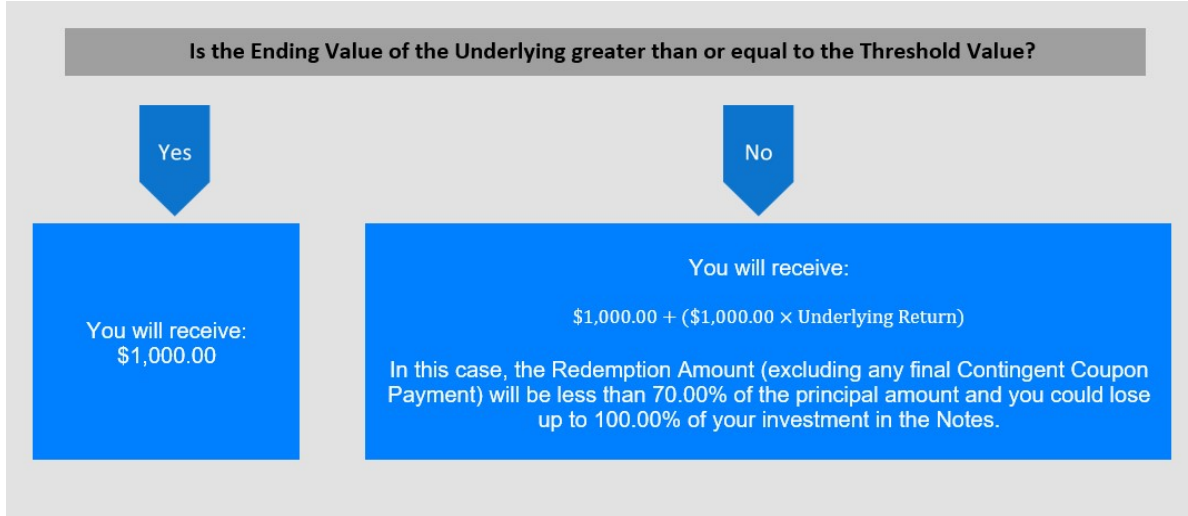 Is the Ending Value of the Underlying greater than or equal to the Threshold Value?
Yes
No
You will receive:
$1,000.00
You will receive:
$1,000.00 + ($1,000.00 × Underlying Return)
In this case, the Redemption Amount (excluding any final Contingent Coupon
Payment) will be less than 70.00% of the principal amount and you could lose
up to 100.00% of your investment in the Notes.